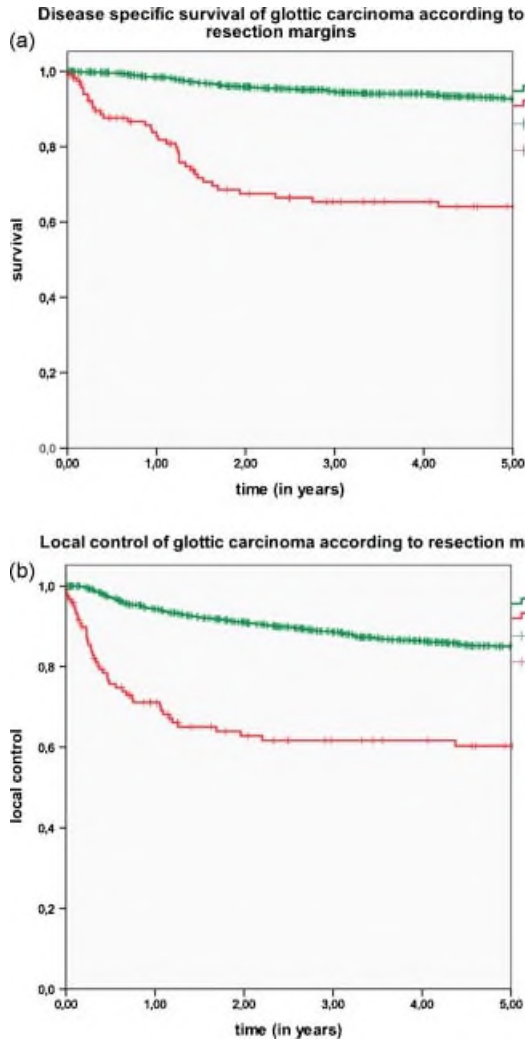 Disease specific survival of glottic carcinoma according to
resection margins
(a)
1,0
0,8
0,6
0,4
0,2
0,0
survival
0,00 1,00 2,00 3,00 4,00 5,00
time (in years)
Local control of glottic carcinoma according to resection m
(b)
1,0
0,8
0,6
0,4
0,2
0,0
local control
0,00 1,00 2,00 3,00 4,00 5,00
time (in years)